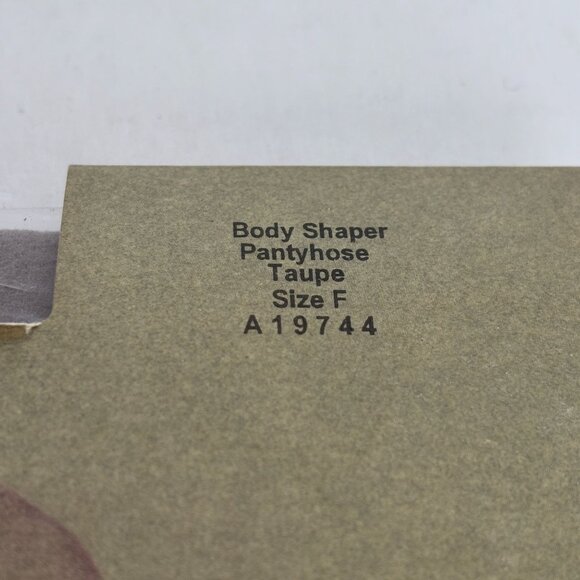 Body Shaper
Pantyhose
Taupe
Size F
A19744